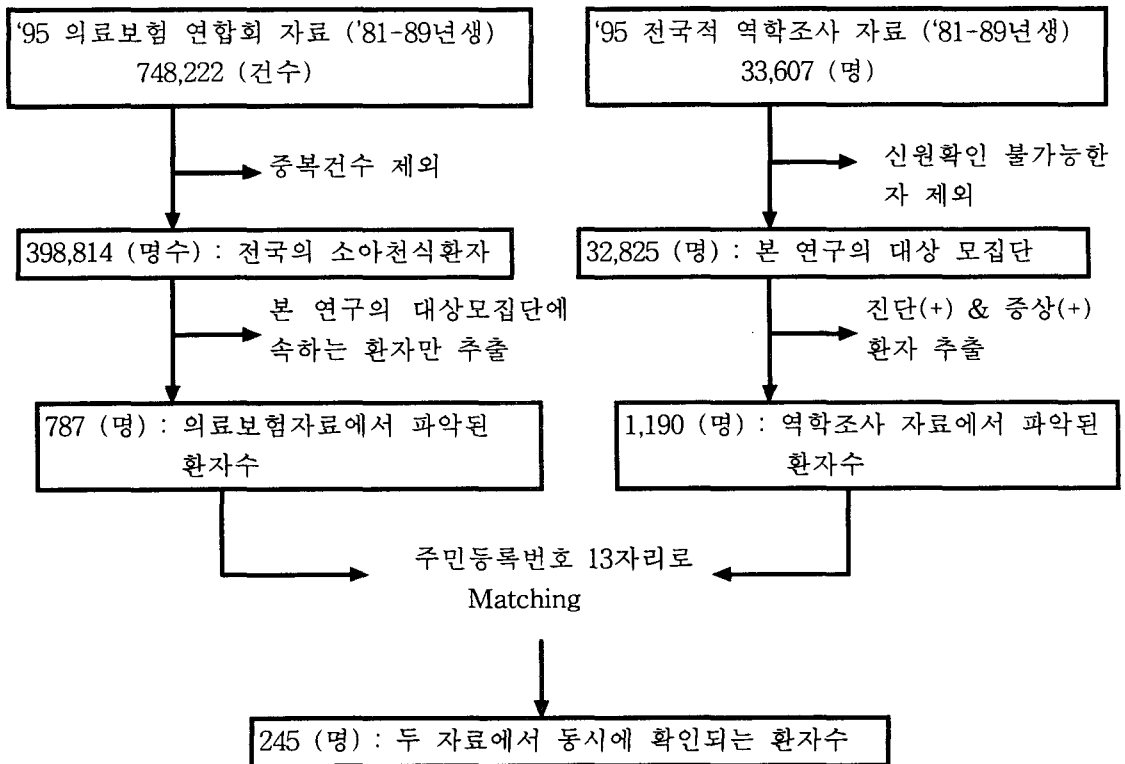 '95 의료보험 연합회 자료 ('81-89년생)
748,222 (건수)
중복건수 제외
398,814 (명수) : 전국의 소아천식환자
본 연구의 대상모집단에
속하는 환자만 추출
787 (명) : 의료보험자료에서 파악된
환자수
'95 전국적 역학조사 자료 ('81-89년생)
33,607 (명)
신원확인 불가능한
자 제외
32,825 (명) : 본 연구의 대상 모집단
진단(+) & 증상(+)
환자 추출
1,190 (명) : 역학조사 자료에서 파악된
환자수
주민등록번호 13자리로
Matching
245 (명) : 두 자료에서 동시에 확인되는 환자수